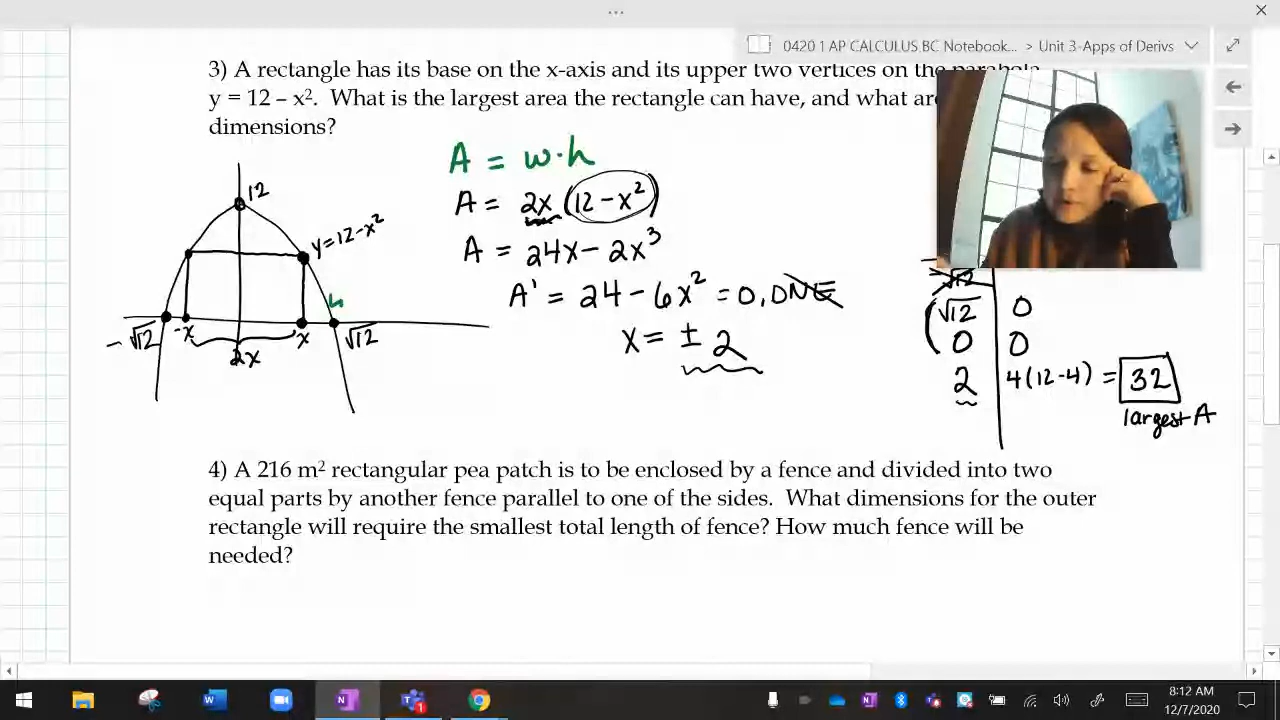 0420 1 AP CALCULUS BC Notebook... > Unit 3-Apps of Derivs
3) A rectangle has its base on the x-axis and its upper two vertices on the parabola
y = 12 – x². What is the largest area the rectangle can have, and what are
dimensions?
A = w·h
A = 2x (12 - x²)
A = 24x - 2x³
A' = 24 - 6x² = 0, DNE
x = ± 2
12
y = 12 - x²
h
-√12
-x
2x
x
√12
√12
√12 0
0 0
2 4(12-4) = 32
largest A
4) A 216 m² rectangular pea patch is to be enclosed by a fence and divided into two
equal parts by another fence parallel to one of the sides. What dimensions for the outer
rectangle will require the smallest total length of fence? How much fence will be
needed?
8:12 AM
12/7/2020